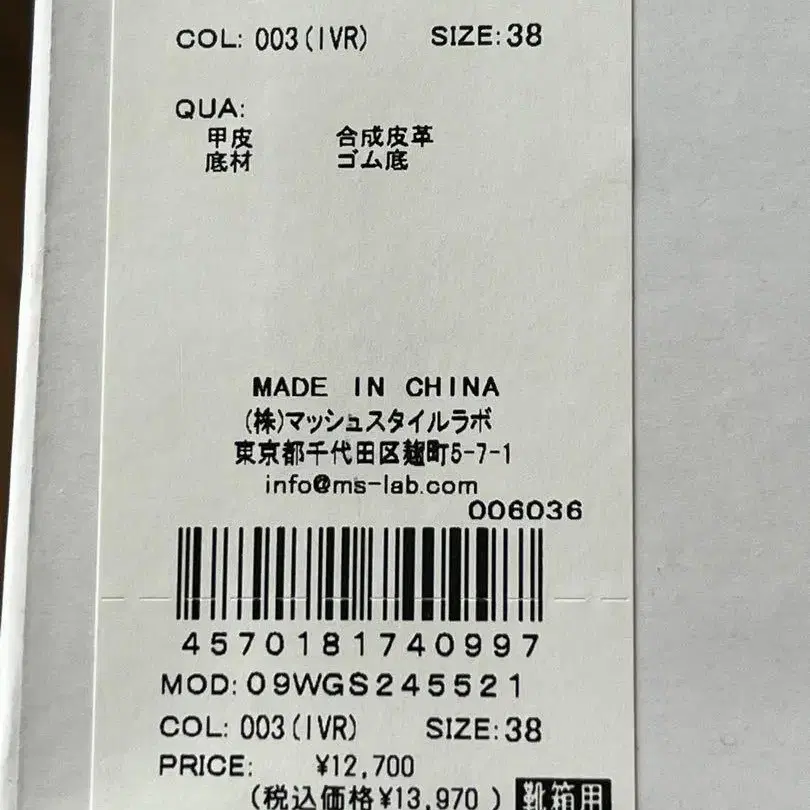 COL: 003(IVR) SIZE:38
QUA:
甲皮 合成皮革
底材 ゴム底
MADE IN CHINA
(株)マッシュスタイルラボ
東京都千代田区麹町5-7-1
info@ms-lab.com
006036
4570181740997
MOD:09WGS245521
COL: 003(IVR) SIZE:38
PRICE: ¥12,700
(税込価格¥13,970 ) 靴箱用